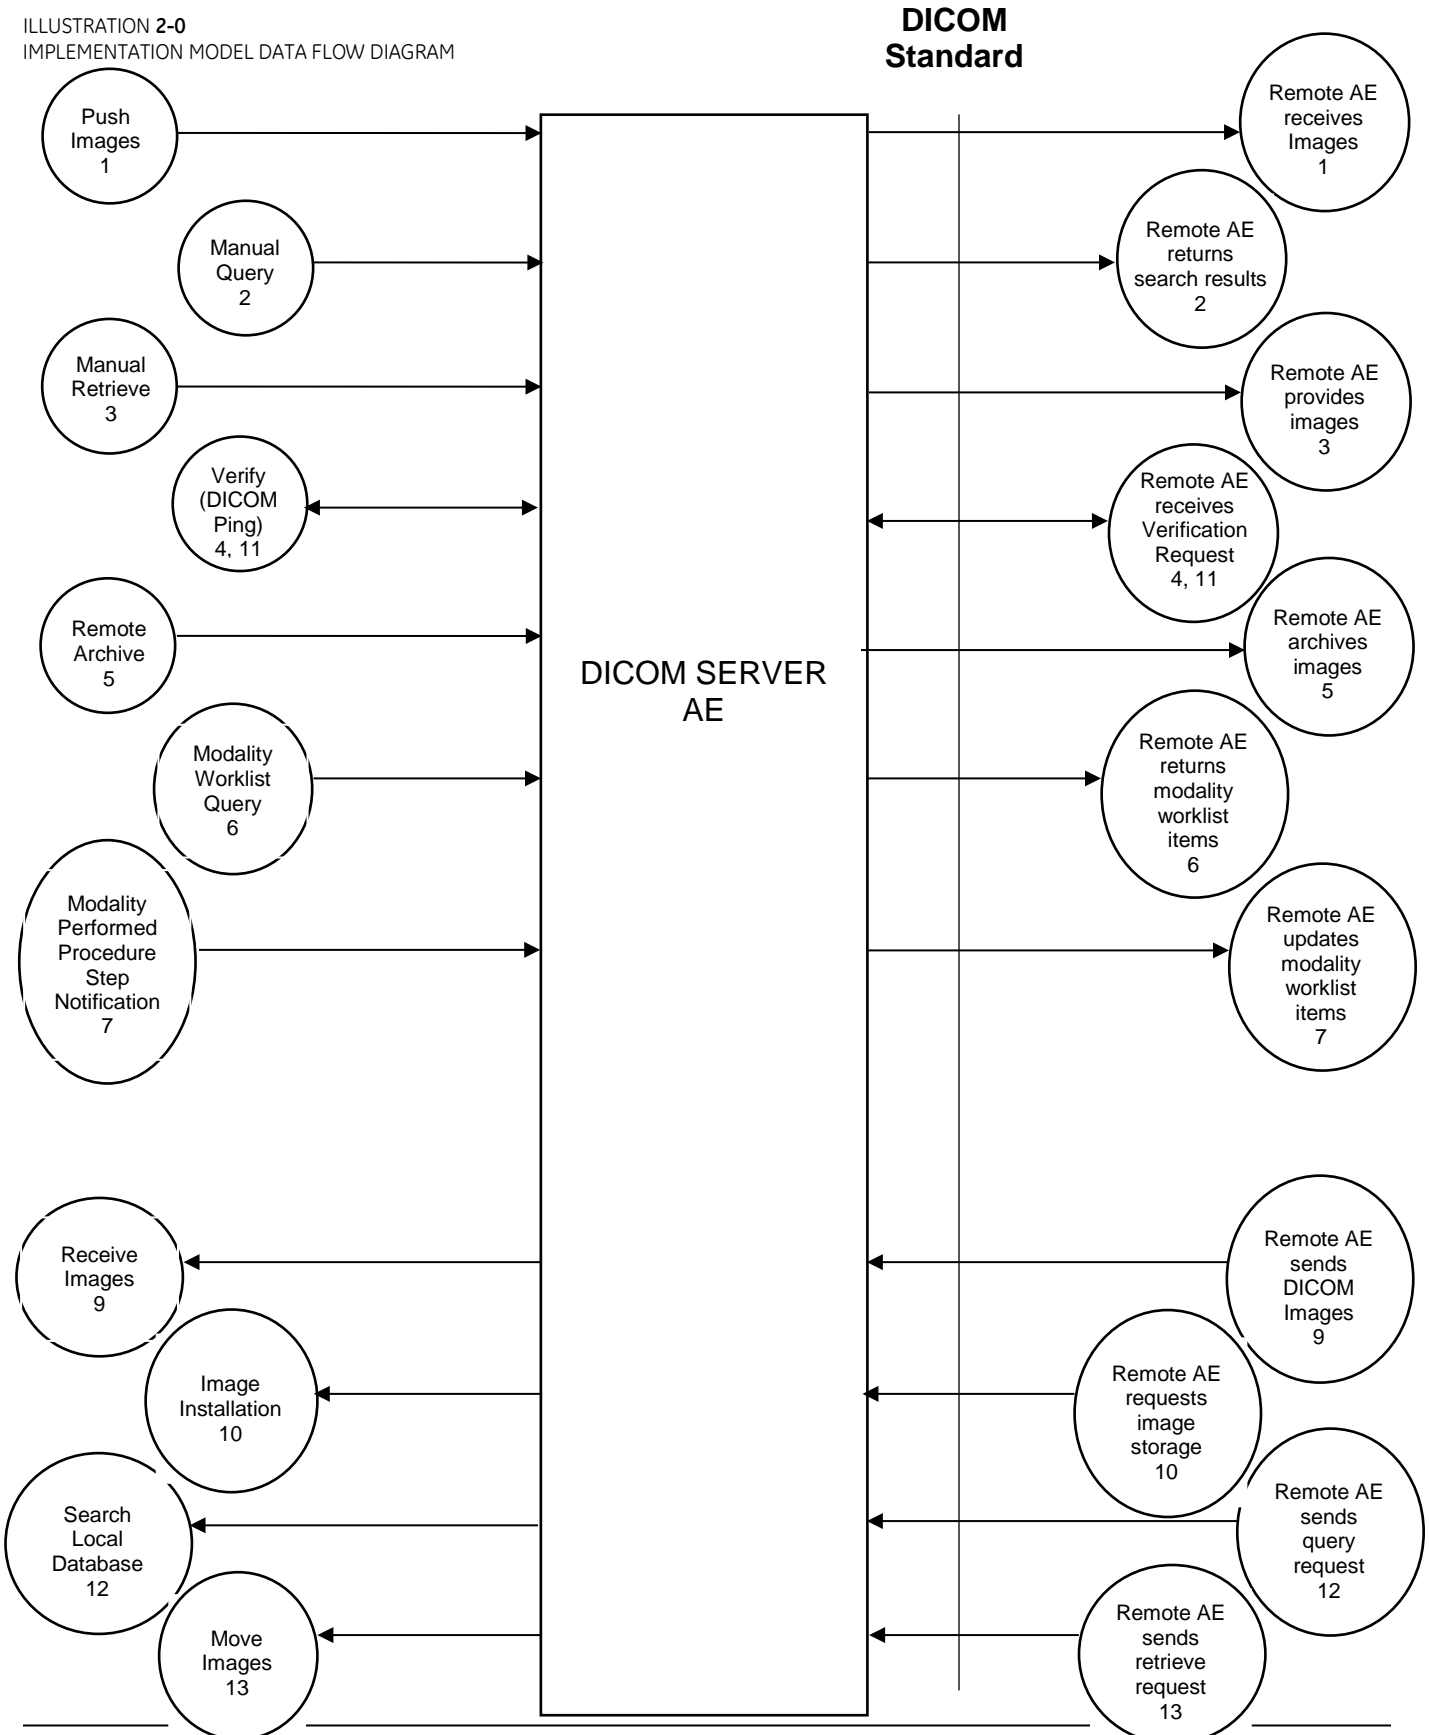 ILLUSTRATION 2-0
IMPLEMENTATION MODEL DATA FLOW DIAGRAM
DICOM
Standard
Push
Images
1
Remote AE
receives
Images
1
Manual
Query
2
Remote AE
returns
search results
2
Manual
Retrieve
3
Remote AE
provides
images
3
Verify
(DICOM
Ping)
4, 11
Remote AE
receives
Verification
Request
4, 11
Remote
Archive
5
Remote AE
archives
images
5
DICOM SERVER
AE
Modality
Worklist
Query
6
Remote AE
returns
modality
worklist
items
6
Modality
Performed
Procedure
Step
Notification
7
Remote AE
updates
modality
worklist
items
7
Receive
Images
9
Remote AE
sends
DICOM
Images
9
Image
Installation
10
Remote AE
requests
image
storage
10
Search
Local
Database
12
Remote AE
sends
query
request
12
Move
Images
13
Remote AE
sends
retrieve
request
13